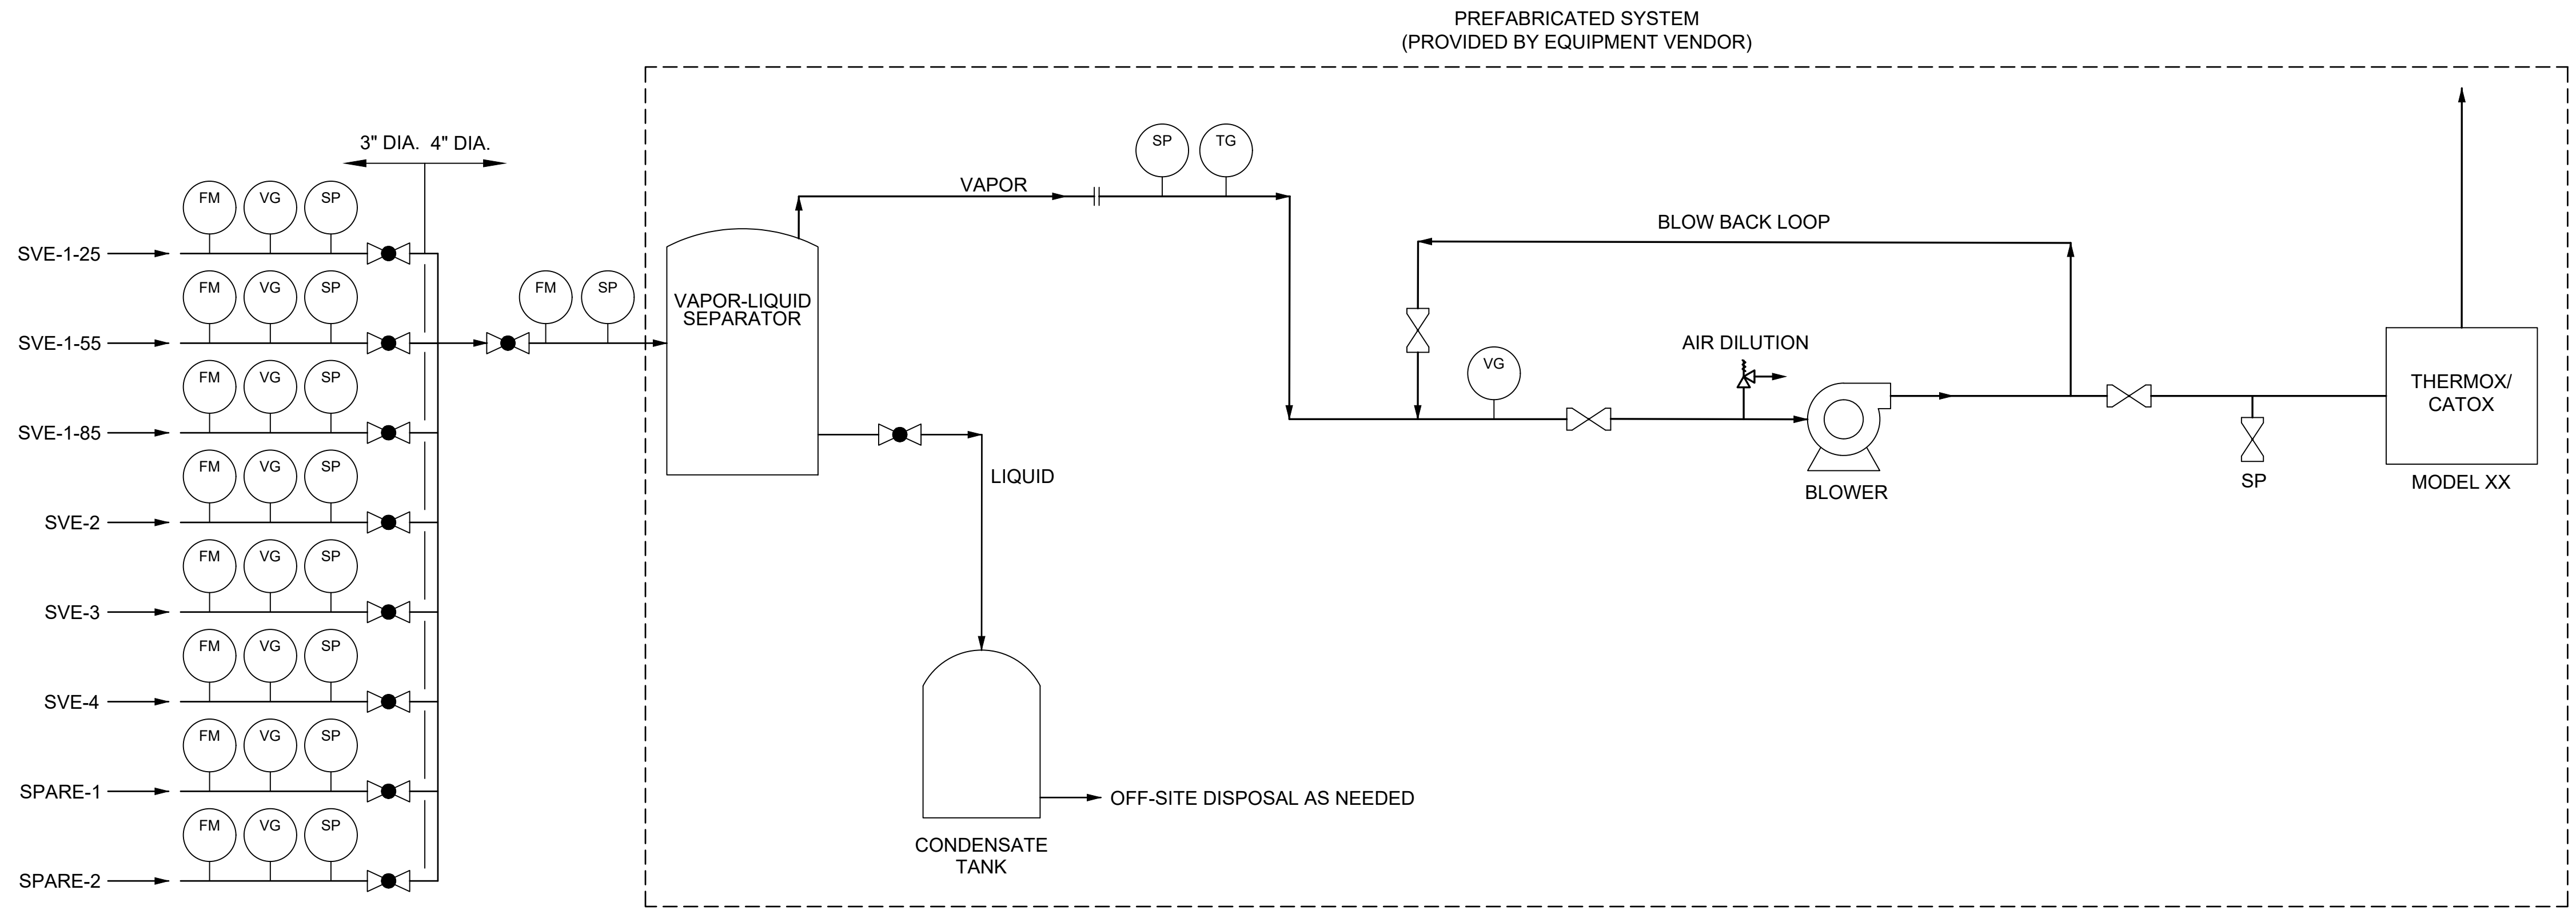 PREFABRICATED SYSTEM
(PROVIDED BY EQUIPMENT VENDOR)
3" DIA. 4" DIA.
SVE-1-25
FM VG SP
SVE-1-55
FM VG SP
SVE-1-85
FM VG SP
SVE-2
FM VG SP
SVE-3
FM VG SP
SVE-4
FM VG SP
SPARE-1
FM VG SP
SPARE-2
FM VG SP
FM SP
VAPOR-LIQUID
SEPARATOR
VAPOR
SP TG
LIQUID
CONDENSATE
TANK
OFF-SITE DISPOSAL AS NEEDED
BLOW BACK LOOP
VG
AIR DILUTION
BLOWER
SP
THERMOX/
CATOX
MODEL XX